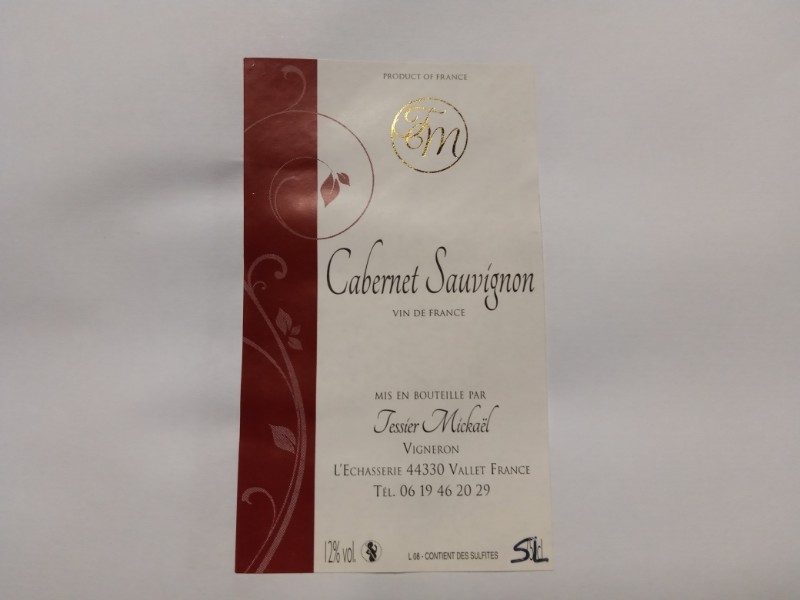 PRODUCT OF FRANCE
TM
Cabernet Sauvignon
VIN DE FRANCE
MIS EN BOUTEILLE PAR
Tessier Mickaël
VIGNERON
L'ECHASSERIE 44330 VALLET FRANCE
TÉL. 06 19 46 20 29
12% vol.
L 08 - CONTIENT DES SULFITES
5L